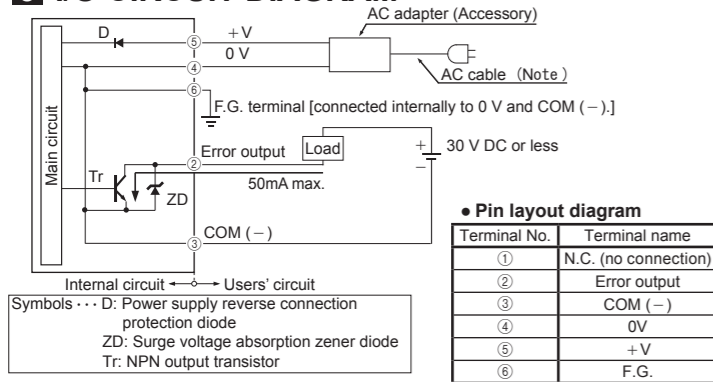 AC adapter (Accessory)
D
⑤
+V
0 V
④
AC cable (Note)
⑥
F.G. terminal [connected internally to 0 V and COM (−).]
Main circuit
Error output
②
Load
+
−
30 V DC or less
Tr
ZD
50mA max.
③
COM (−)
Internal circuit
Users' circuit
Symbols ··· D: Power supply reverse connection
protection diode
ZD: Surge voltage absorption zener diode
Tr: NPN output transistor
● Pin layout diagram
Terminal No. Terminal name
① N.C. (no connection)
② Error output
③ COM (−)
④ 0V
⑤ +V
⑥ F.G.